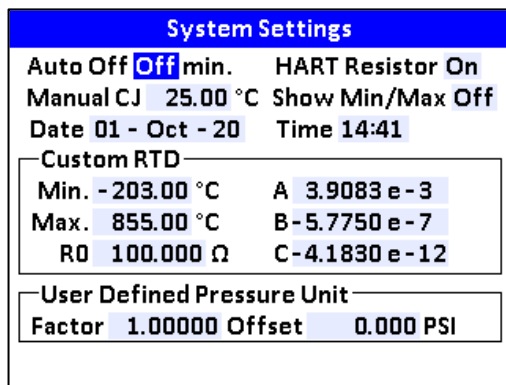 System Settings
Auto Off Off min. HART Resistor On
Manual CJ 25.00 °C Show Min/Max Off
Date 01 - Oct - 20 Time 14:41
Custom RTD
Min. - 203.00 °C A 3.9083 e - 3
Max. 855.00 °C B - 5.7750 e - 7
R0 100.000 Ω C - 4.1830 e - 12
User Defined Pressure Unit
Factor 1.00000 Offset 0.000 PSI